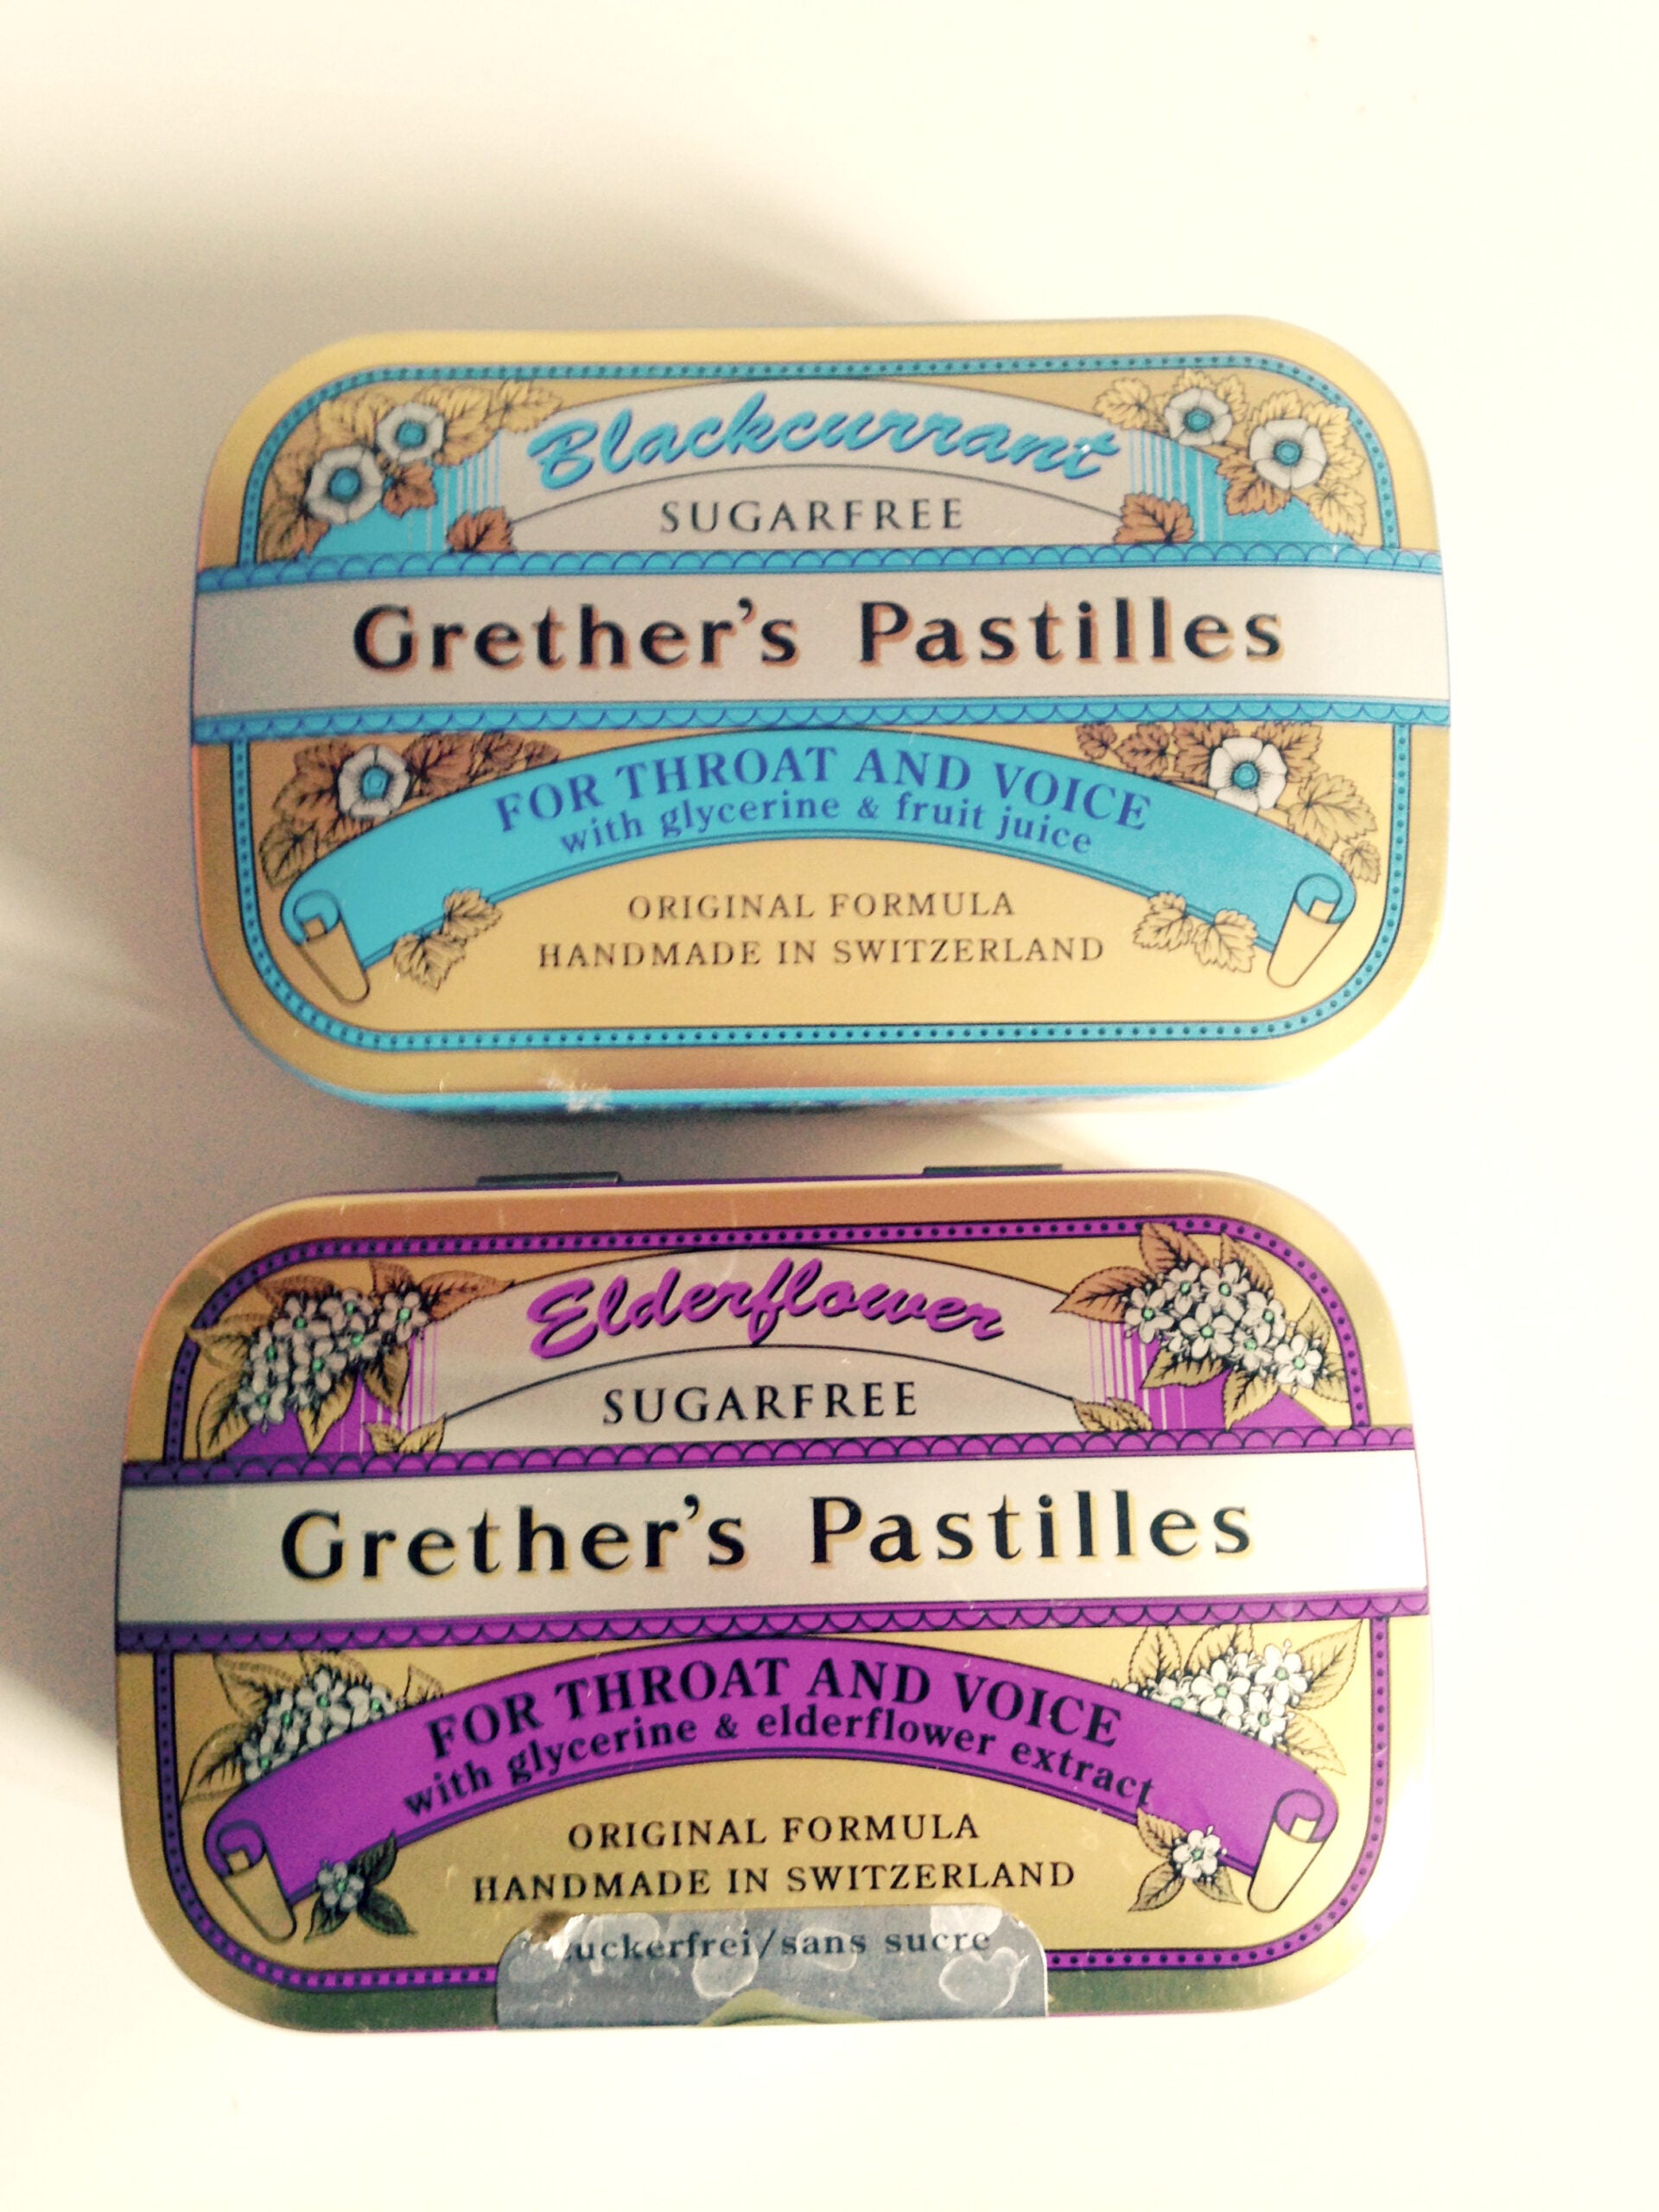 Blackcurrant
SUGARFREE
Grether's Pastilles
FOR THROAT AND VOICE
with glycerine & fruit juice
ORIGINAL FORMULA
HANDMADE IN SWITZERLAND
Elderflower
SUGARFREE
Grether's Pastilles
FOR THROAT AND VOICE
with glycerine & elderflower extract
ORIGINAL FORMULA
HANDMADE IN SWITZERLAND
zuckerfrei/sans sucre